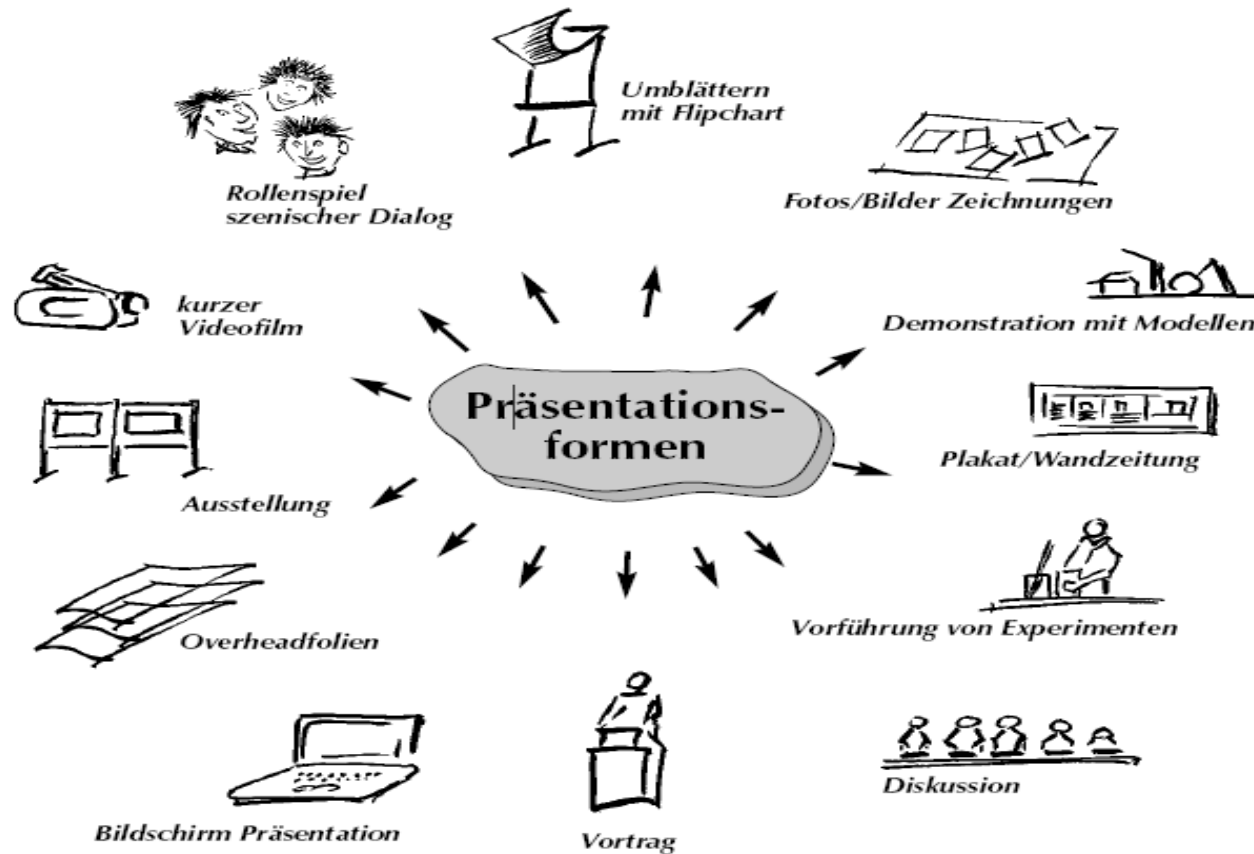 Umblättern
mit Flipchart
Rollenspiel
szenischer Dialog
Fotos/Bilder Zeichnungen
kurzer
Videofilm
Demonstration mit Modellen
Präsentations-
formen
Plakat/Wandzeitung
Ausstellung
Overheadfolien
Vorführung von Experimenten
Diskussion
Bildschirm Präsentation
Vortrag